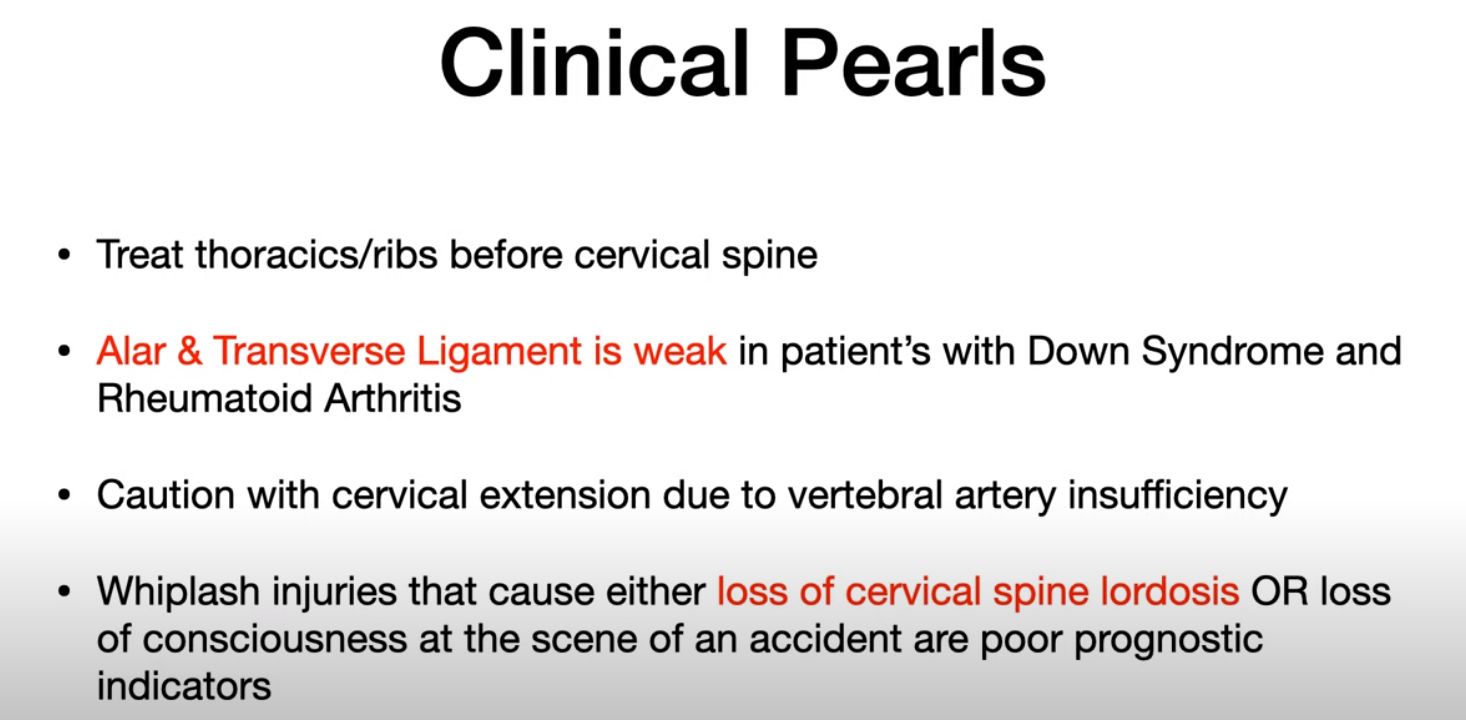 Clinical Pearls
• Treat thoracics/ribs before cervical spine
• Alar & Transverse Ligament is weak in patient's with Down Syndrome and
Rheumatoid Arthritis
• Caution with cervical extension due to vertebral artery insufficiency
• Whiplash injuries that cause either loss of cervical spine lordosis OR loss
of consciousness at the scene of an accident are poor prognostic
indicators